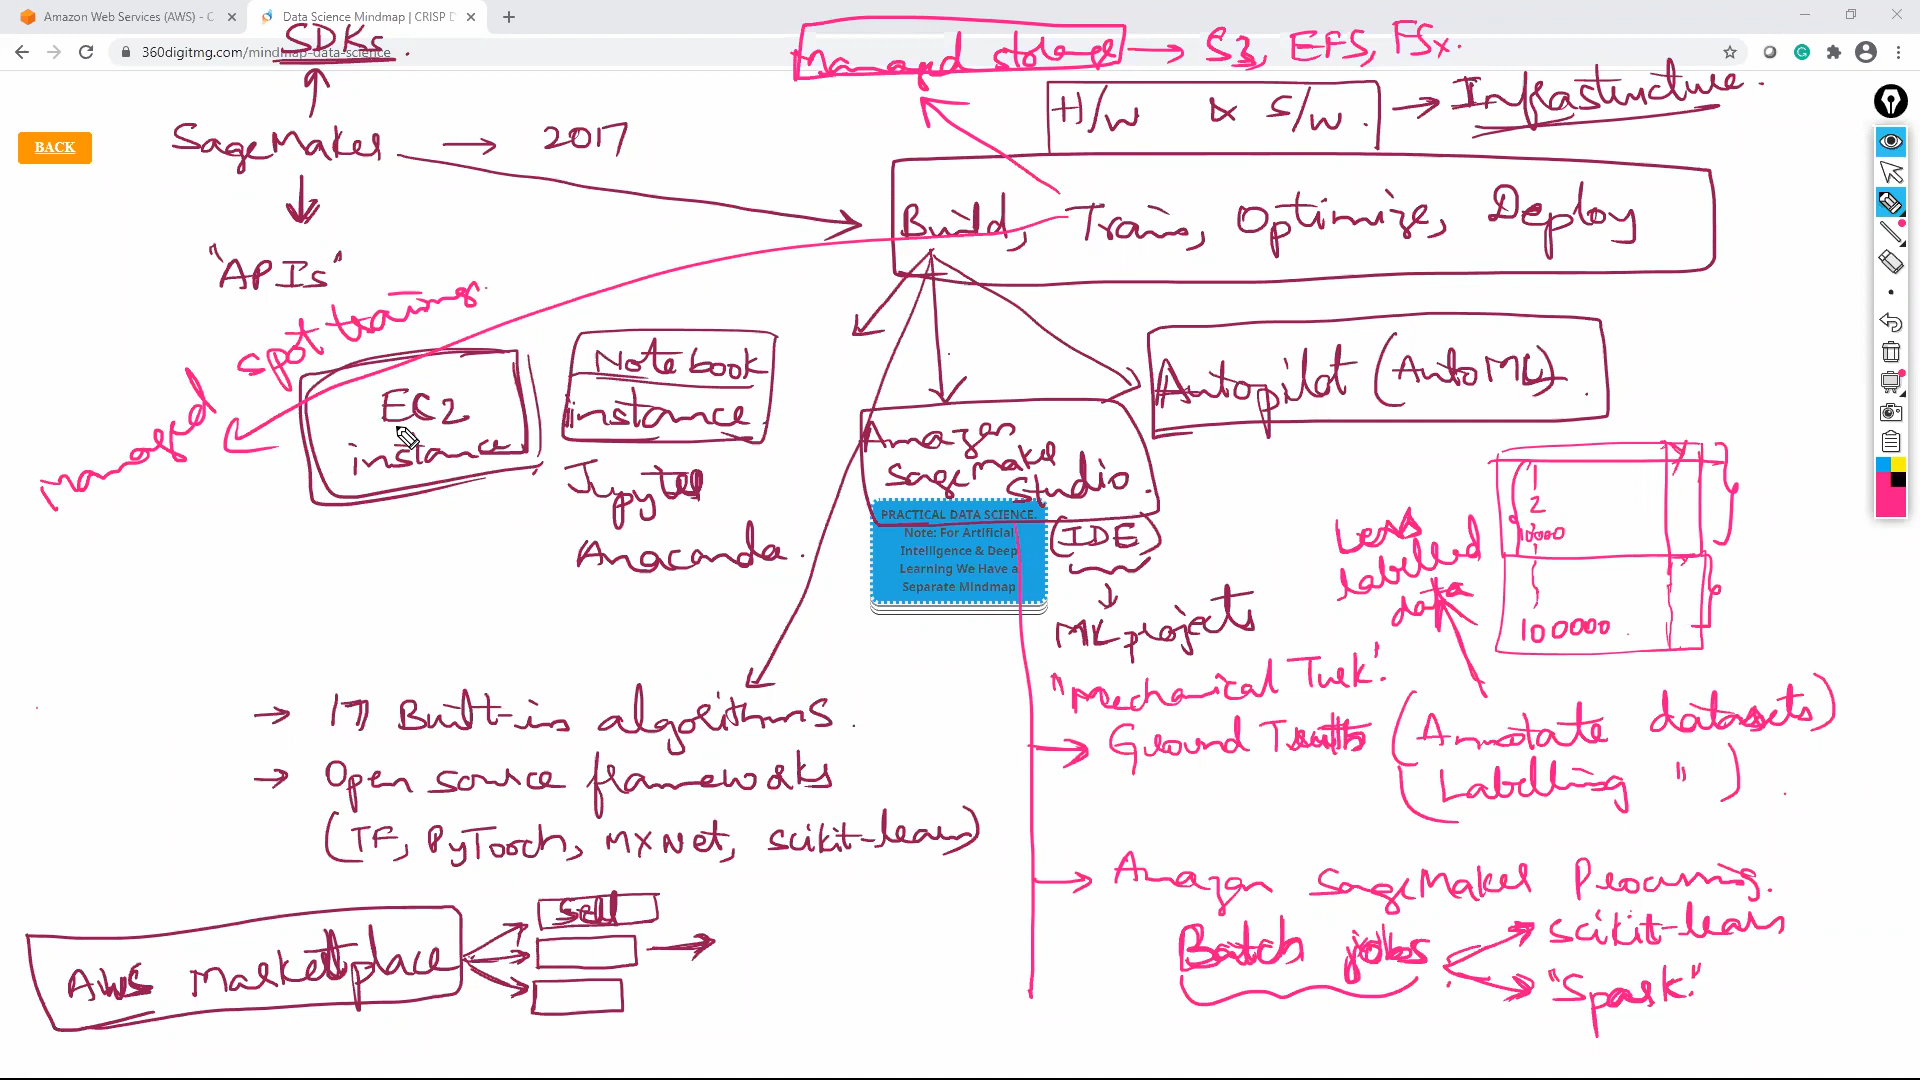 Amazon Web Services (AWS) - C
Data Science Mindmap | CRISP D
360digitmg.com/mindmap-data-science
SDKs.
Managed storage → S3, EFS, FSx.
H/w & S/w. → Infrastructure.
BACK
SageMaker → 2017
Build, Train, Optimize, Deploy
"APIs"
managed spot training.
EC2
instance
Notebook
instance
Jupyter
Anaconda.
Amazon
SageMaker
Studio.
(IDE)
Autopilot (AutoML).
PRACTICAL DATA SCIENCE.
Note: For Artificial
Intelligence & Deep
Learning We Have a
Separate Mindmap
Y
1
2
10000
100000
Less
labelled
data
ML projects
"Mechanical Turk"
→ Ground Truth (Annotate datasets)
(Labelling " )
→ 17 Built-in algorithms.
→ Open source frameworks
(TF, PyTorch, MXNet, scikit-learn)
→ Amazon SageMaker Processing.
Batch jobs
scikit-learn
"Spark"
AWS Marketplace
Sell